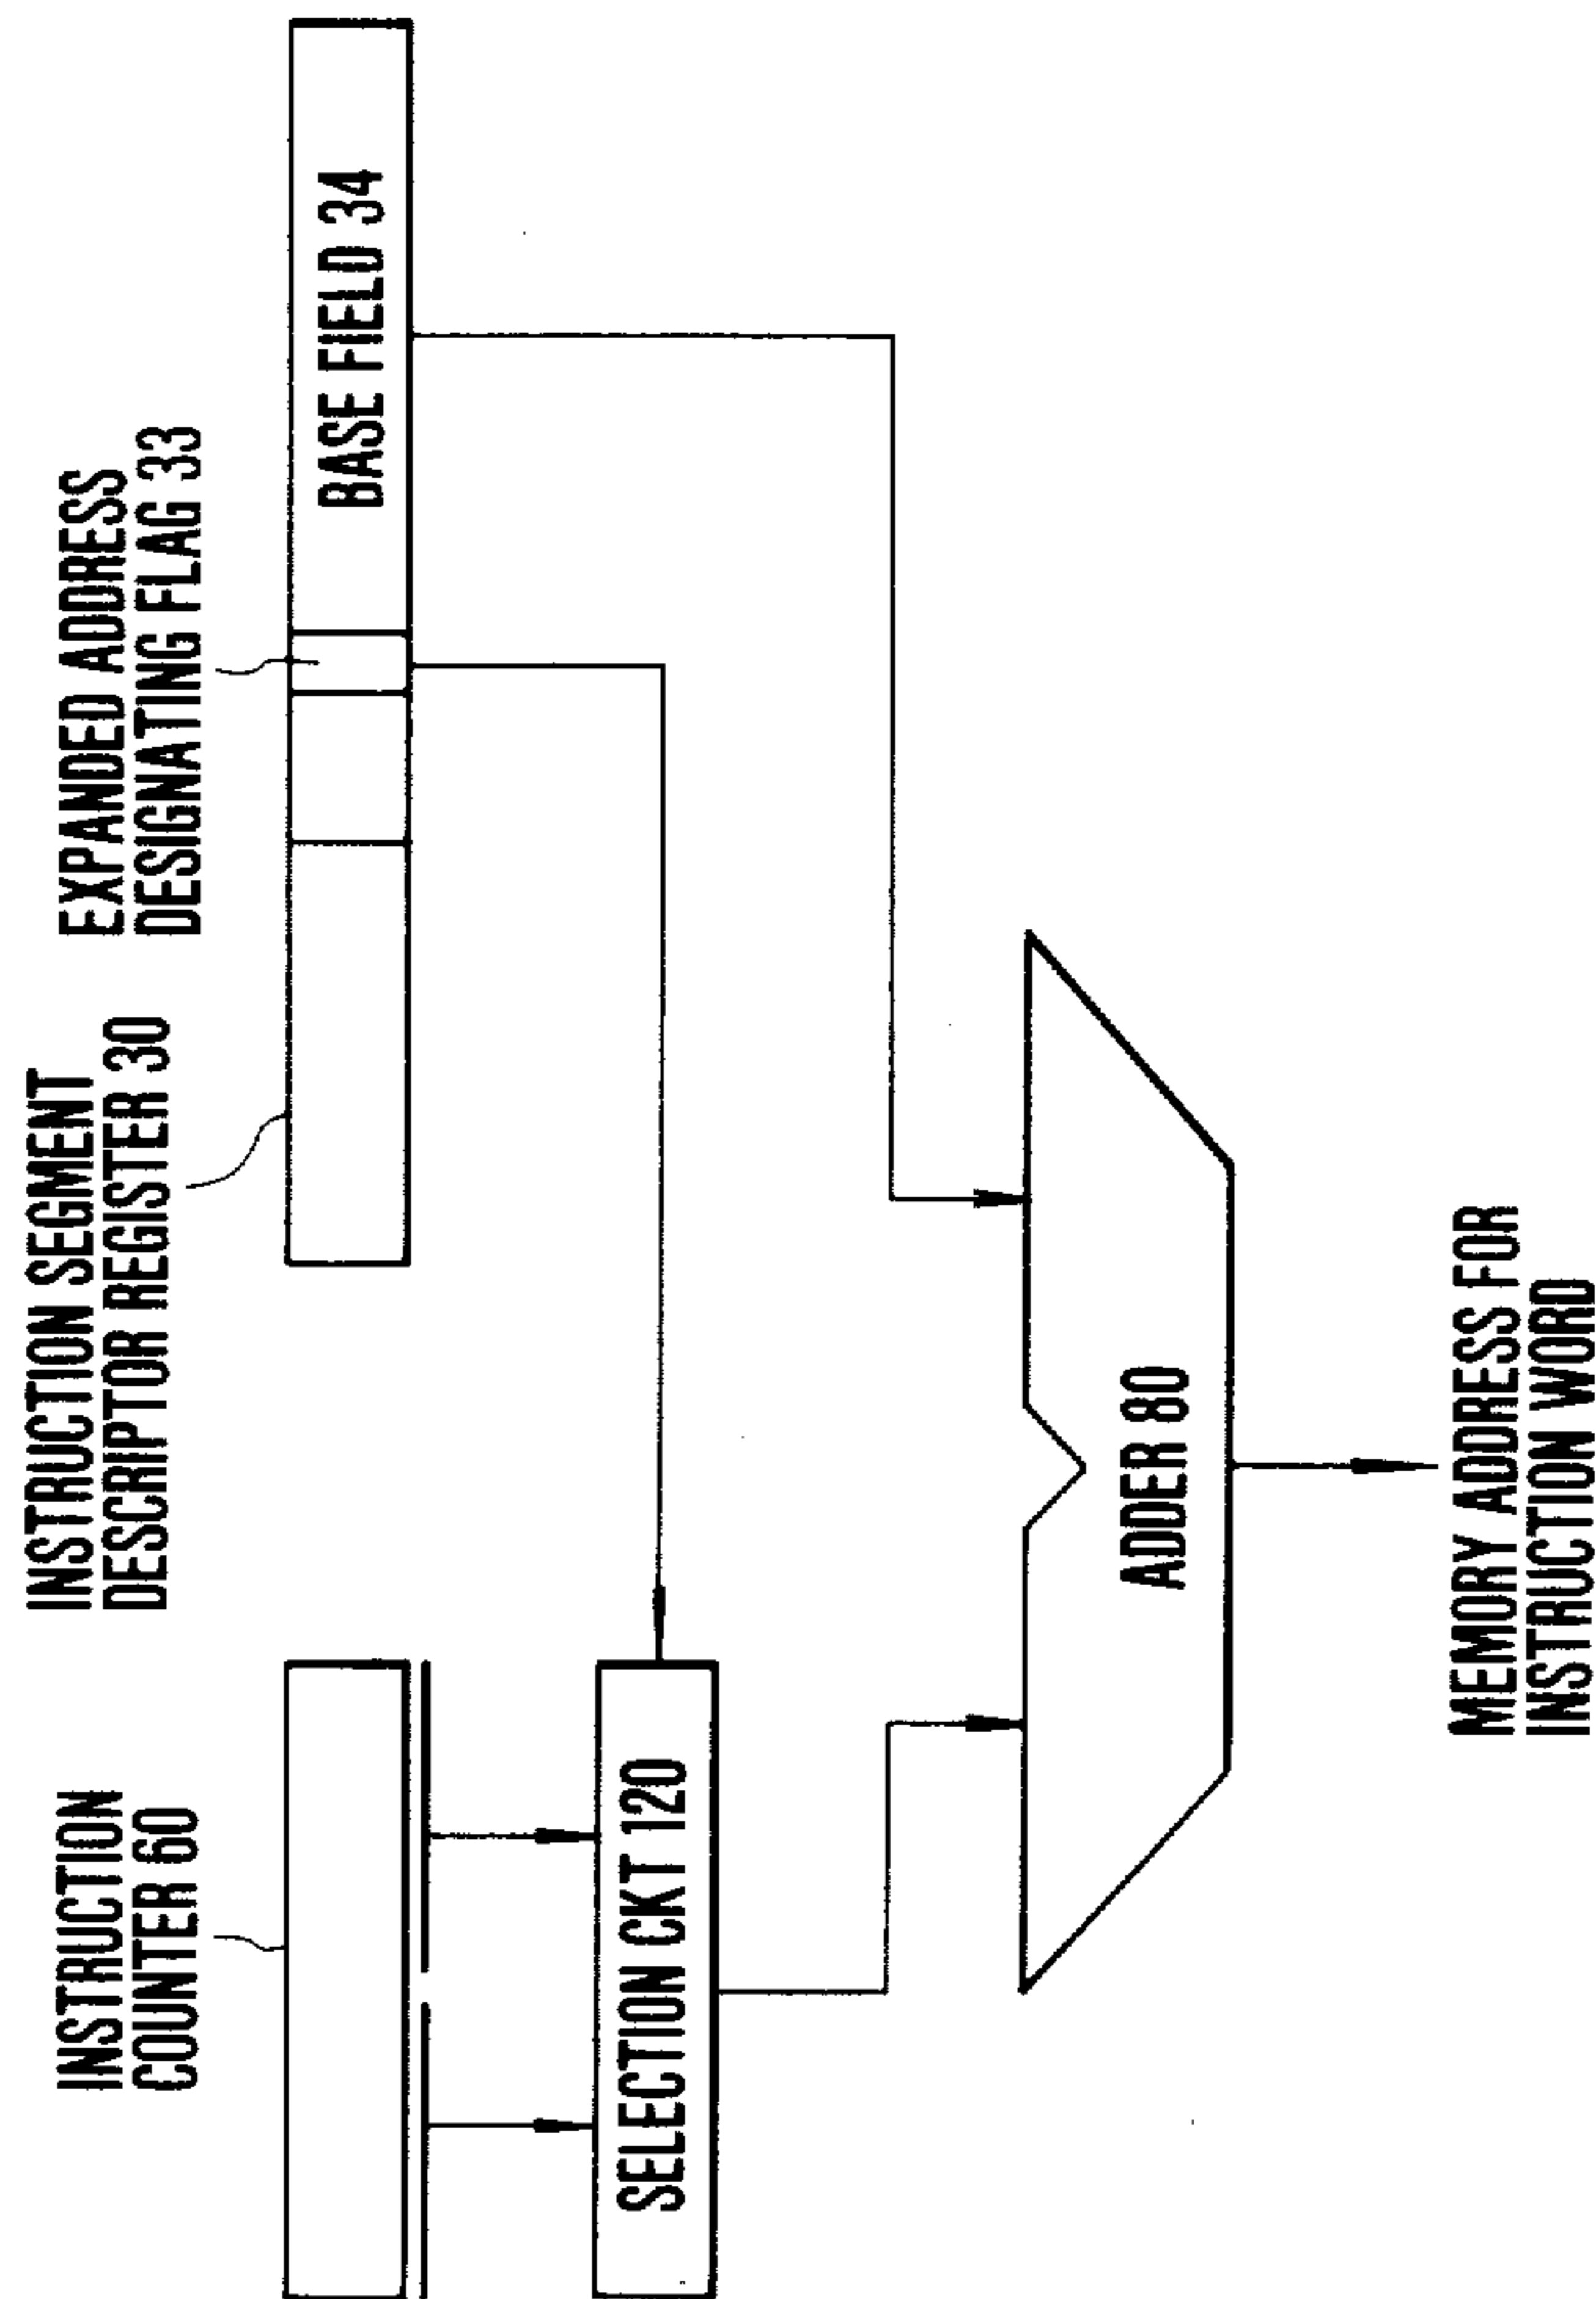 INSTRUCTION
COUNTER 60
INSTRUCTION SEGMENT
DESCRIPTOR REGISTER 30
EXPANDED ADDRESS
DESIGNATING FLAG 33
BASE FIELD 34
SELECTION CKT 120
ADDER 80
MEMORY ADDRESS FOR
INSTRUCTION WORD